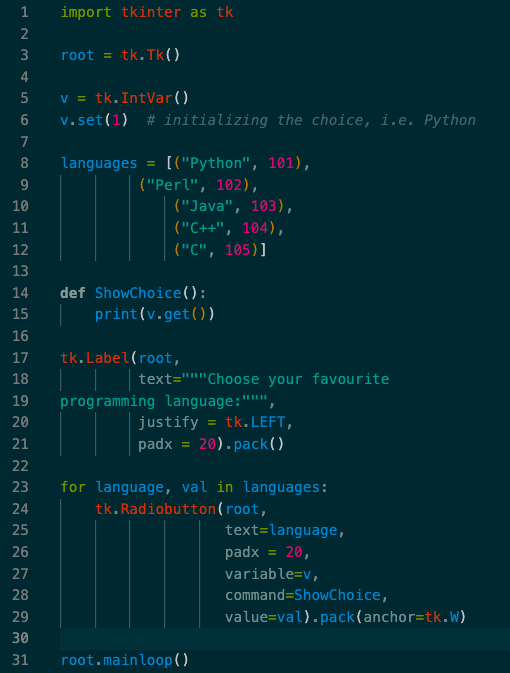 1 import tkinter as tk
2
3 root = tk.Tk()
4
5 v = tk.IntVar()
6 v.set(1)  # initializing the choice, i.e. Python
7
8 languages = [("Python", 101),
9          ("Perl", 102),
10              ("Java", 103),
11              ("C++", 104),
12              ("C", 105)]
13
14 def ShowChoice():
15     print(v.get())
16
17 tk.Label(root,
18          text="""Choose your favourite
19 programming language:""",
20          justify = tk.LEFT,
21          padx = 20).pack()
22
23 for language, val in languages:
24     tk.Radiobutton(root,
25                    text=language,
26                    padx = 20,
27                    variable=v,
28                    command=ShowChoice,
29                    value=val).pack(anchor=tk.W)
30
31 root.mainloop()